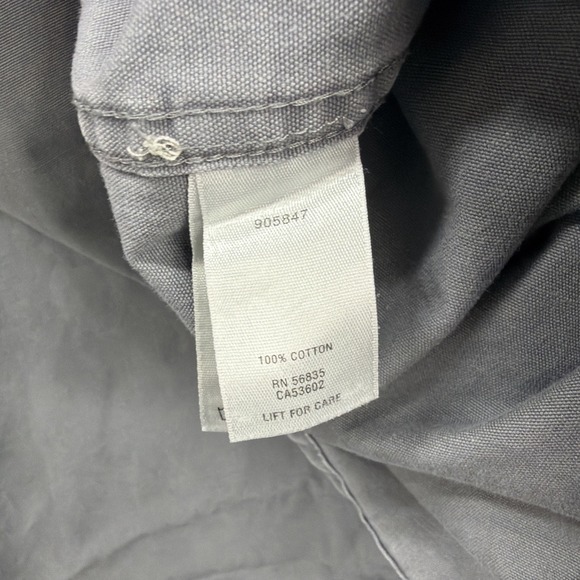 905847
100% COTTON
RN 56835
CA53602
LIFT FOR CARE